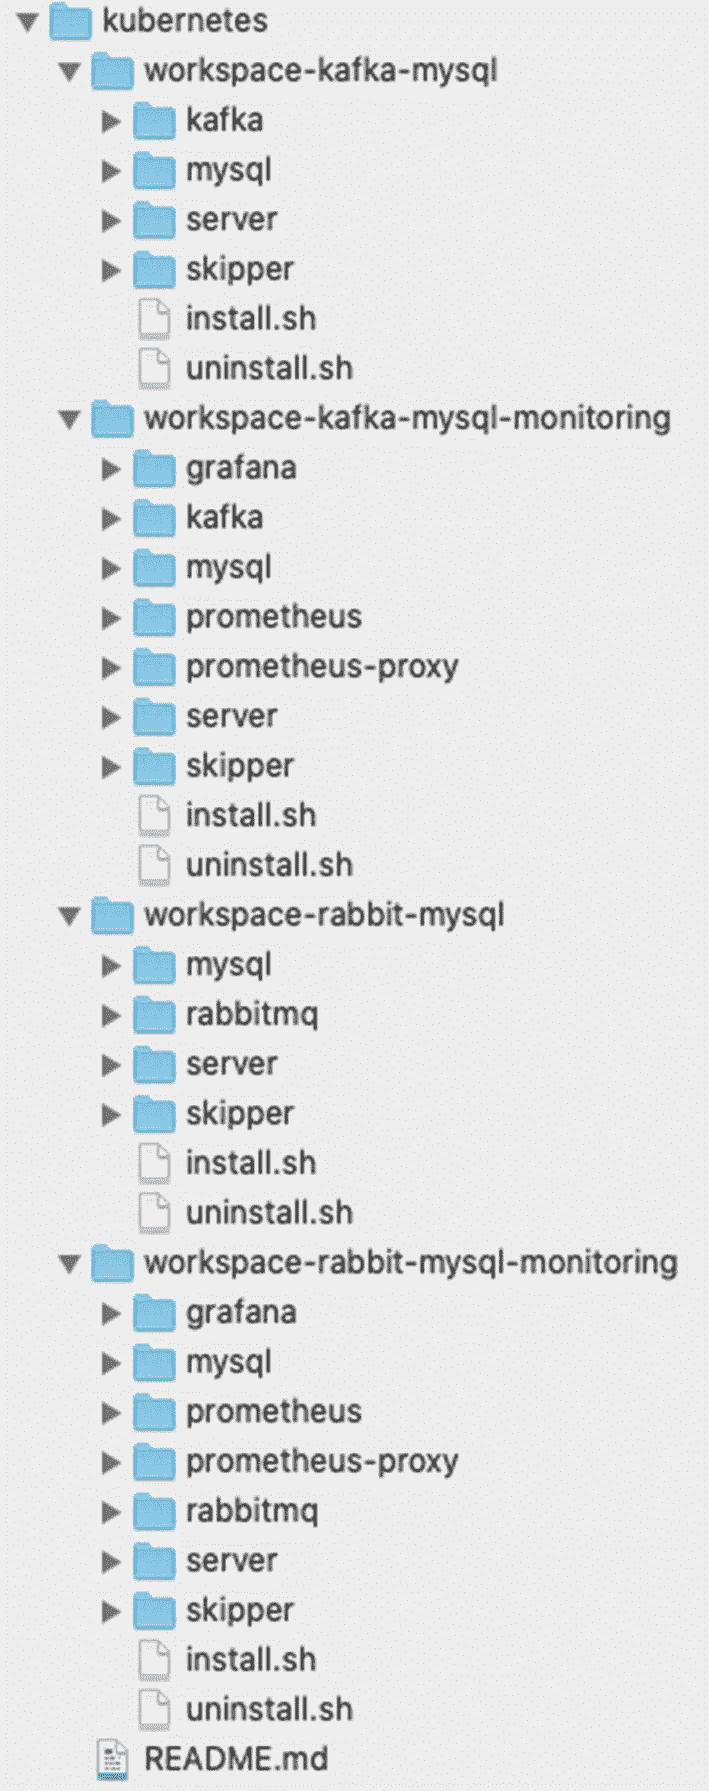 kubernetes
workspace-kafka-mysql
kafka
mysql
server
skipper
install.sh
uninstall.sh
workspace-kafka-mysql-monitoring
grafana
kafka
mysql
prometheus
prometheus-proxy
server
skipper
install.sh
uninstall.sh
workspace-rabbit-mysql
mysql
rabbitmq
server
skipper
install.sh
uninstall.sh
workspace-rabbit-mysql-monitoring
grafana
mysql
prometheus
prometheus-proxy
rabbitmq
server
skipper
install.sh
uninstall.sh
README.md